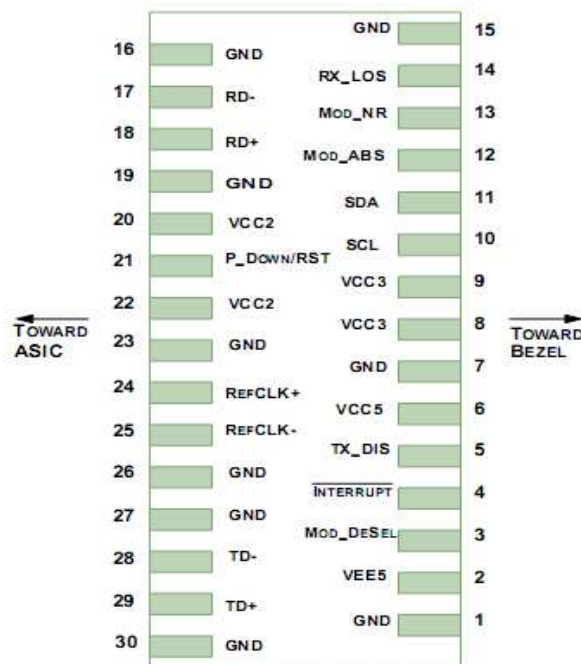 16 GND
17 RD-
18 RD+
19 GND
20 VCC2
21 P_DOWN/RST
22 VCC2
23 GND
24 REFCLK+
25 REFCLK-
26 GND
27 GND
28 TD-
29 TD+
30 GND
TOWARD
ASIC
GND 15
RX_LOS 14
MOD_NR 13
MOD_ABS 12
SDA 11
SCL 10
VCC3 9
VCC3 8
GND 7
VCC5 6
TX_DIS 5
INTERRUPT 4
MOD_DESEL 3
VEE5 2
GND 1
TOWARD
BEZEL